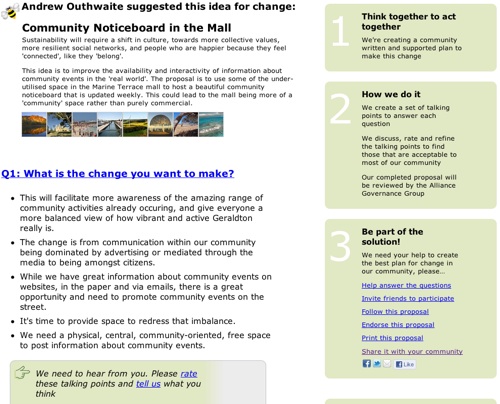 Andrew Outhwaite suggested this idea for change:
Community Noticeboard in the Mall
Sustainability will require a shift in culture, towards more collective values,
more resilient social networks, and people who are happier because they feel
'connected', like they 'belong'.
This idea is to improve the availability and interactivity of information about
community events in the 'real world'. The proposal is to use some of the under-
utilised space in the Marine Terrace mall to host a beautiful community
noticeboard that is updated weekly. This could lead to the mall being more of a
'community' space rather than purely commercial.
Q1: What is the change you want to make?
• This will facilitate more awareness of the amazing range of
community activities already occuring, and give everyone a
more balanced view of how vibrant and active Geraldton
really is.
• The change is from communication within our community
being dominated by advertising or mediated through the
media to being amongst citizens.
• While we have great information about community events on
websites, in the paper and via emails, there is a great
opportunity and need to promote community events on the
street.
• It's time to provide space to redress that imbalance.
• We need a physical, central, community-oriented, free space
to post information about community events.
We need to hear from you. Please rate
these talking points and tell us what you
think
1
Think together to act
together
We're creating a community
written and supported plan to
make this change
2
How we do it
We create a set of talking
points to answer each
question
We discuss, rate and refine
the talking points to find
those that are acceptable to
most of our community
Our completed proposal will
be reviewed by the Alliance
Governance Group
3
Be part of the
solution!
We need your help to create
the best plan for change in
our community, please...
Help answer the questions
Invite friends to participate
Follow this proposal
Endorse this proposal
Print this proposal
Share it with your community
Like